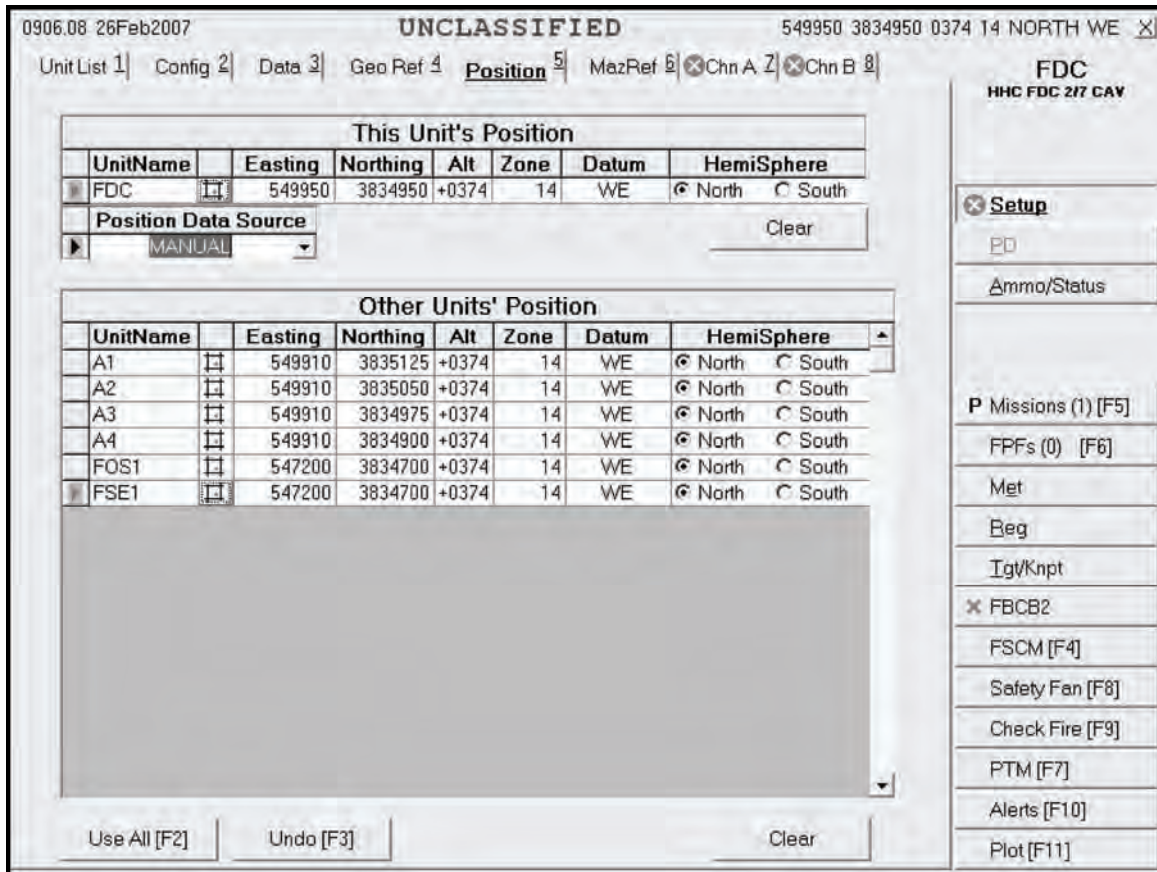 0906.08 26Feb2007 UNCLASSIFIED 549950 3834950 0374 14 NORTH WE X
Unit List 1 Config 2 Data 3 Geo Ref 4 Position 5 MazRef 6 Chn A 7 Chn B 8
FDC
HHC FDC 2/7 CAV
This Unit's Position
UnitName Easting Northing Alt Zone Datum HemiSphere
FDC 549950 3834950 +0374 14 WE North South
Position Data Source
MANUAL
Clear
Other Units' Position
UnitName Easting Northing Alt Zone Datum HemiSphere
A1 549910 3835125 +0374 14 WE North South
A2 549910 3835050 +0374 14 WE North South
A3 549910 3834975 +0374 14 WE North South
A4 549910 3834900 +0374 14 WE North South
FOS1 547200 3834700 +0374 14 WE North South
FSE1 547200 3834700 +0374 14 WE North South
Use All [F2] Undo [F3] Clear
Setup
PD
Ammo/Status
P Missions (1) [F5]
FPFs (0) [F6]
Met
Reg
Tgt/Knpt
FBCB2
FSCM [F4]
Safety Fan [F8]
Check Fire [F9]
PTM [F7]
Alerts [F10]
Plot [F11]